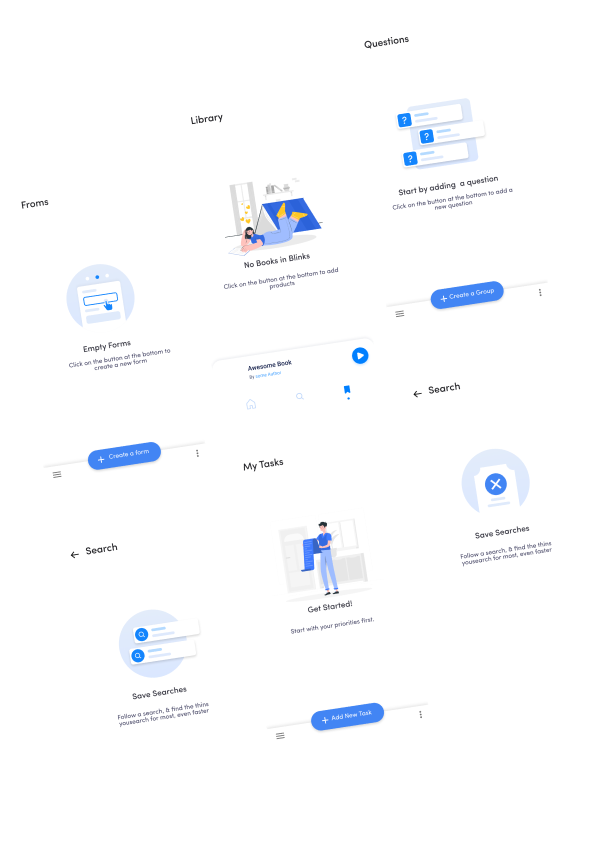 Questions
?
?
?
Start by adding a question
Click on the button at the bottom to add a
new question
+ Create a Group
Library
No Books in Blinks
Click on the button at the bottom to add
products
Awesome Book
Froms
Empty Forms
Click on the button at the bottom to
create a new form
+ Create a form
Search
Save Searches
Follow a search, & find the thins
yousearch for most, even faster
My Tasks
Get Started!
Start with your priorities first.
+ Add New Task
Search
Save Searches
Follow a search, & find the thins
yousearch for most, even faster